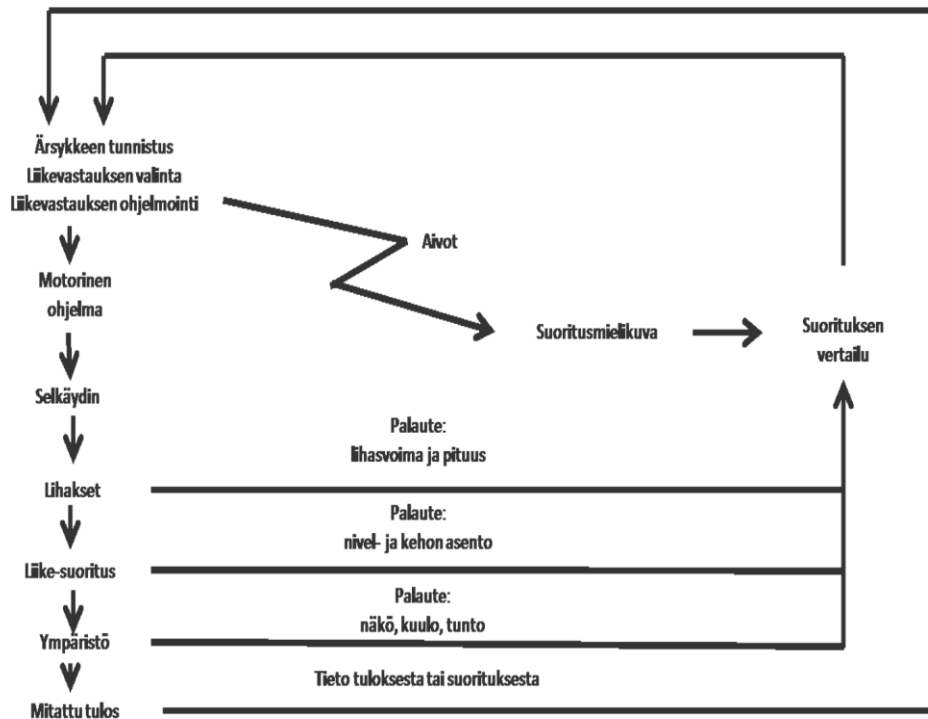 Ärsykkeen tunnistus
Liikevastauksen valinta
Liikevastauksen ohjelmointi
Aivot
Motorinen
ohjelma
Suoritusmielikuva
Suorituksen
vertailu
Selkäydin
Palaute:
lihasvoima ja pituus
Lihakset
Palaute:
nivel- ja kehon asento
Liike-suoritus
Palaute:
näkö, kuulo, tunto
Ympäristö
Tieto tuloksesta tai suorituksesta
Mitattu tulos